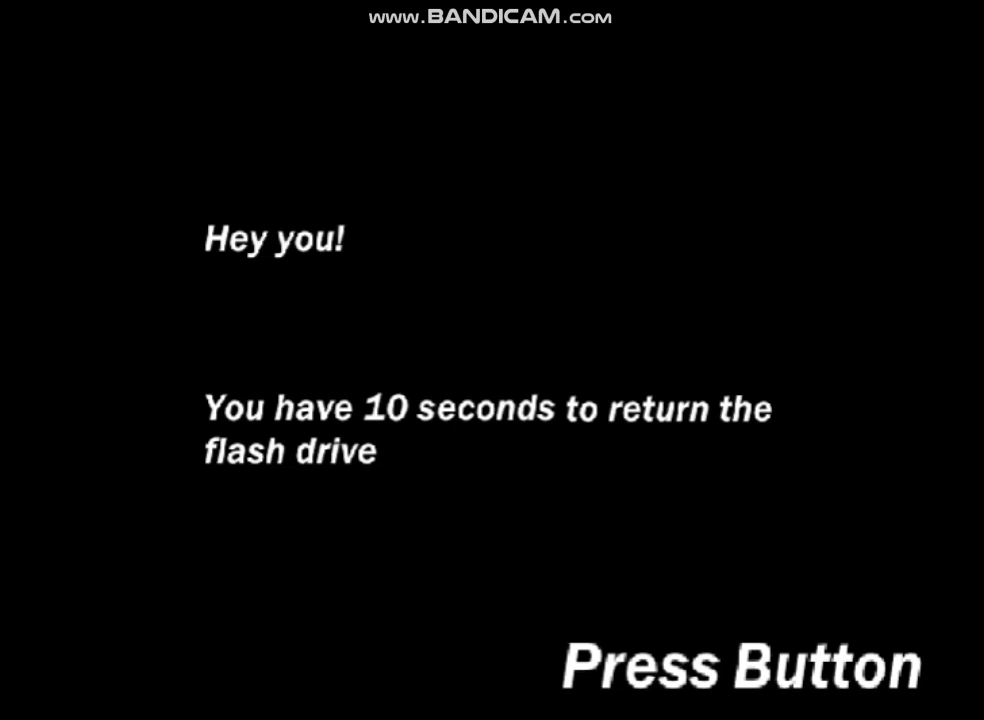 www.BANDICAM.com
Hey you!
You have 10 seconds to return the
flash drive
Press Button